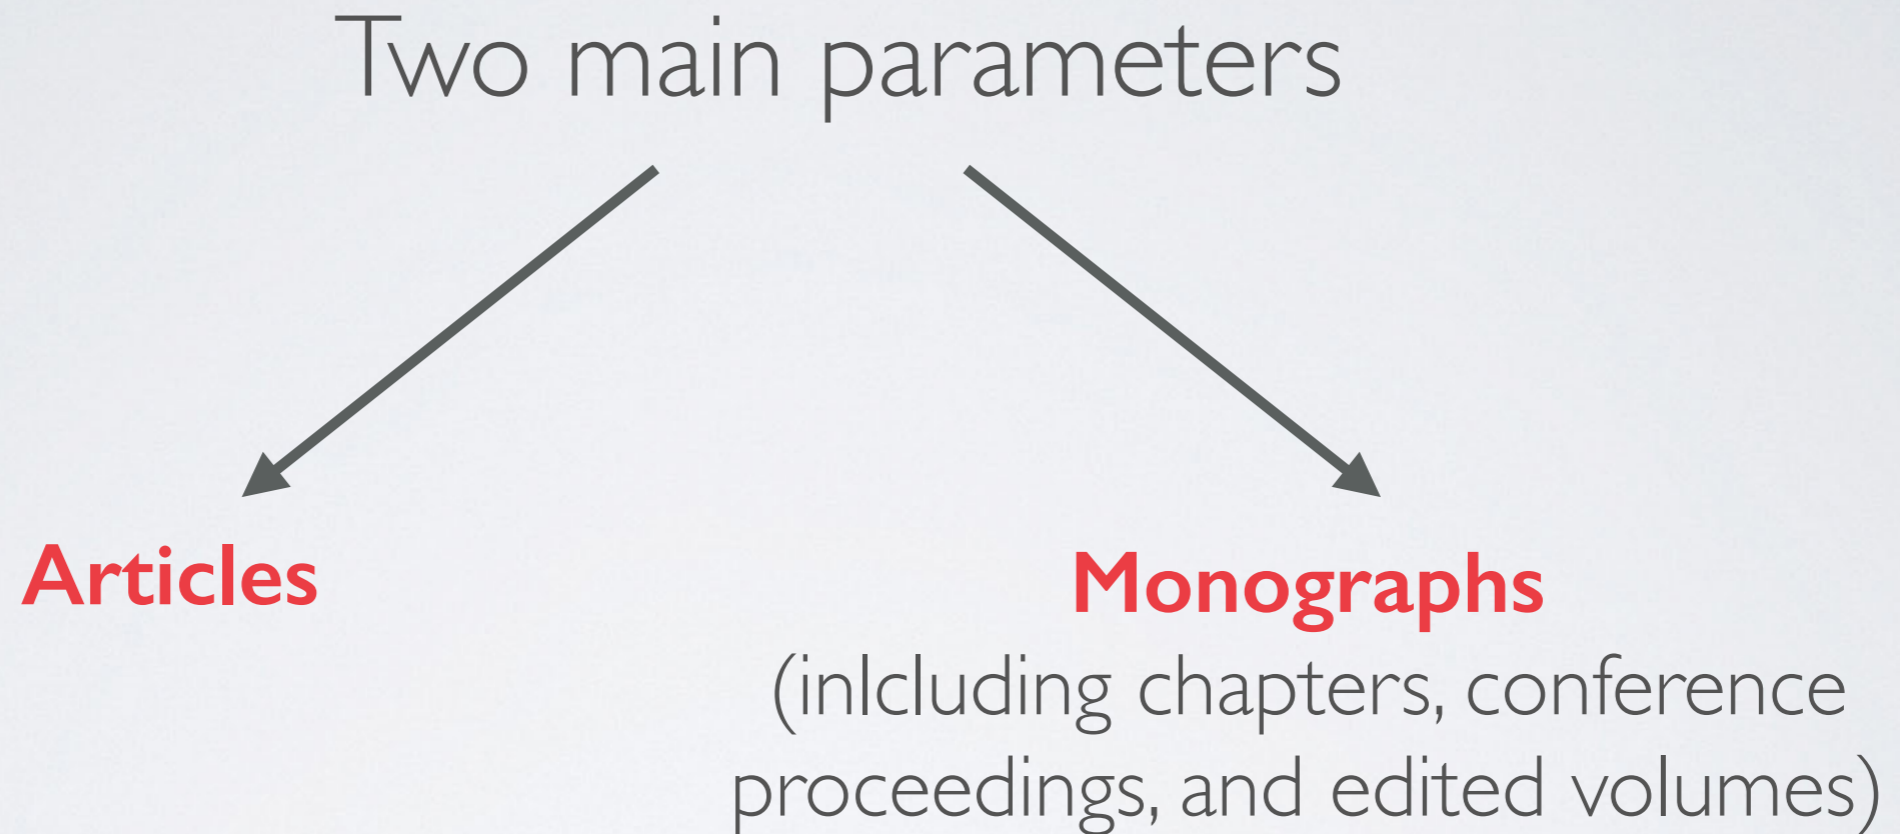 Two main parameters
Articles
Monographs
(inlcluding chapters, conference
proceedings, and edited volumes)